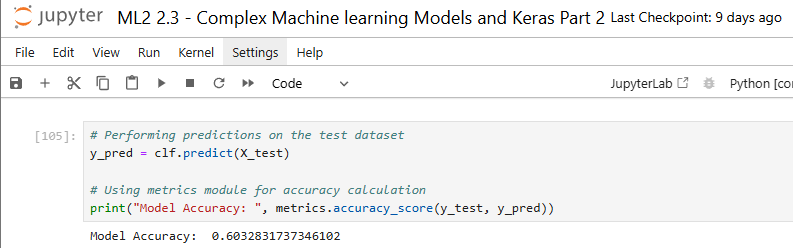 jupyter ML2 2.3 - Complex Machine learning Models and Keras Part 2 Last Checkpoint: 9 days ago
File Edit View Run Kernel Settings Help
Code JupyterLab Python [co
[105]: # Performing predictions on the test dataset
y_pred = clf.predict(X_test)
# Using metrics module for accuracy calculation
print("Model Accuracy: ", metrics.accuracy_score(y_test, y_pred))
Model Accuracy:  0.6032831737346102